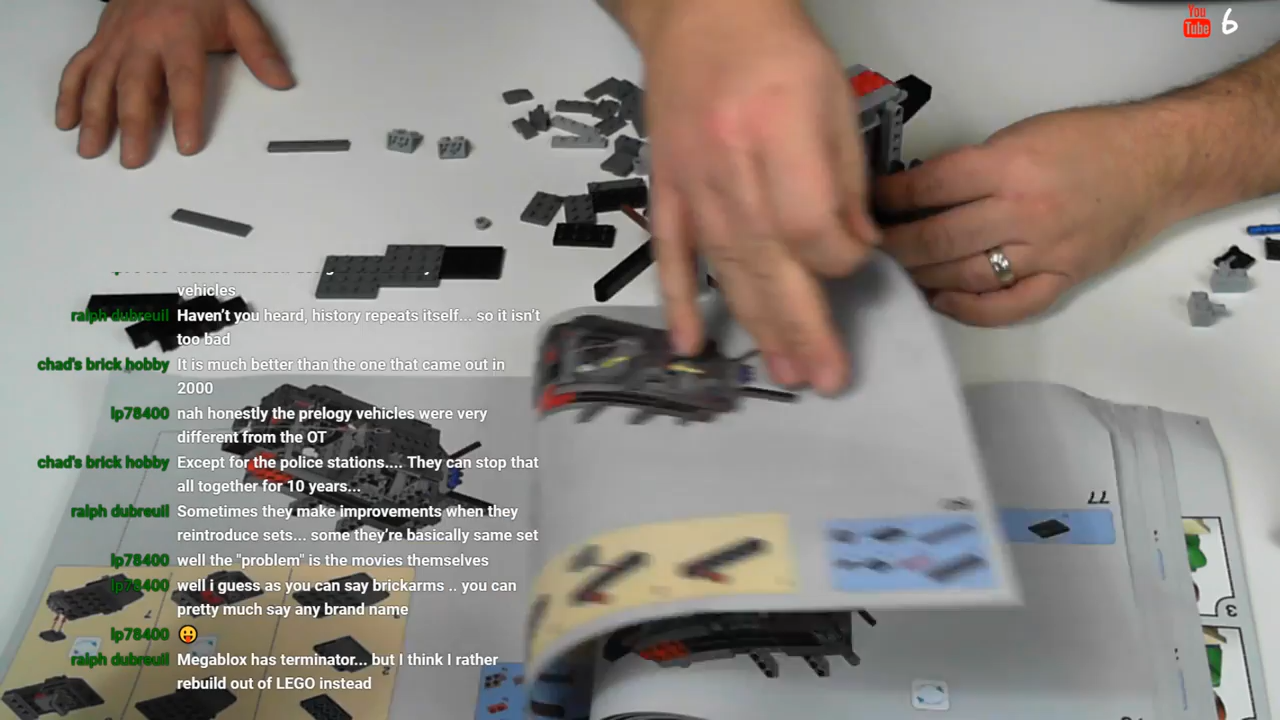 You
Tube 6
vehicles
ralph dubreuil Haven't you heard, history repeats itself... so it isn't
too bad
chad's brick hobby It is much better than the one that came out in
2000
lp78400 nah honestly the prelogy vehicles were very
different from the OT
chad's brick hobby Except for the police stations.... They can stop that
all together for 10 years...
ralph dubreuil Sometimes they make improvements when they
reintroduce sets... some they're basically same set
lp78400 well the "problem" is the movies themselves
lp78400 well i guess as you can say brickarms .. you can
pretty much say any brand name
lp78400 😛
ralph dubreuil Megablox has terminator... but I think I rather
rebuild out of LEGO instead
77
3